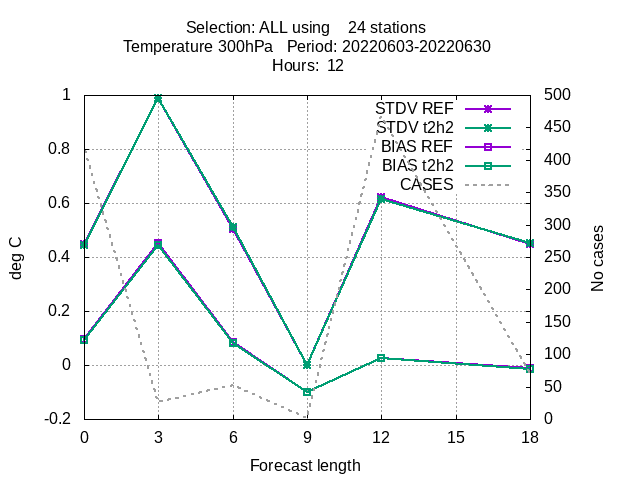 Selection: ALL using    24 stations
Temperature 300hPa   Period: 20220603-20220630
Hours:  12
STDV REF
STDV t2h2
BIAS REF
BIAS t2h2
CASES
1
0.8
0.6
0.4
0.2
0
-0.2
deg C
500
450
400
350
300
250
200
150
100
50
0
No cases
0 3 6 9 12 15 18
Forecast length